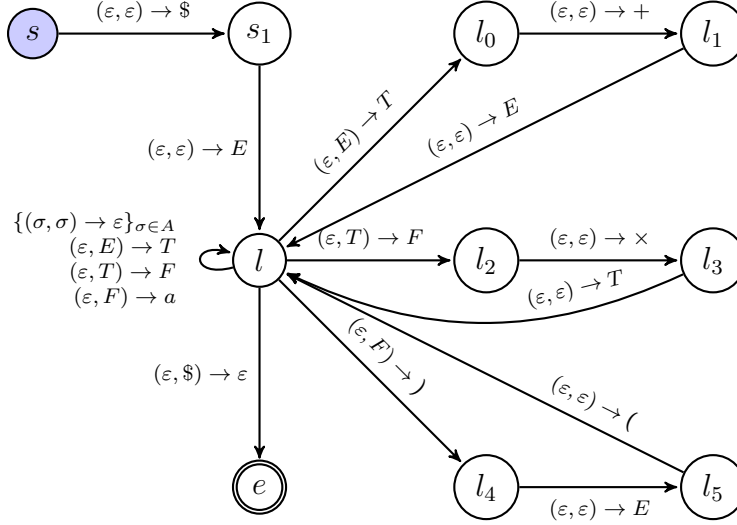 (ε, ε) → $
s
s₁
(ε, ε) → +
l₀
l₁
(ε, E) → T
(ε, ε) → E
(ε, ε) → E
{(σ, σ) → ε}σ∈A
(ε, E) → T
(ε, T) → F
(ε, F) → a
l
(ε, T) → F
l₂
(ε, ε) → ×
l₃
(ε, ε) → T
(ε, $) → ε
(ε, F) → )
(ε, ε) → (
e
l₄
l₅
(ε, ε) → E